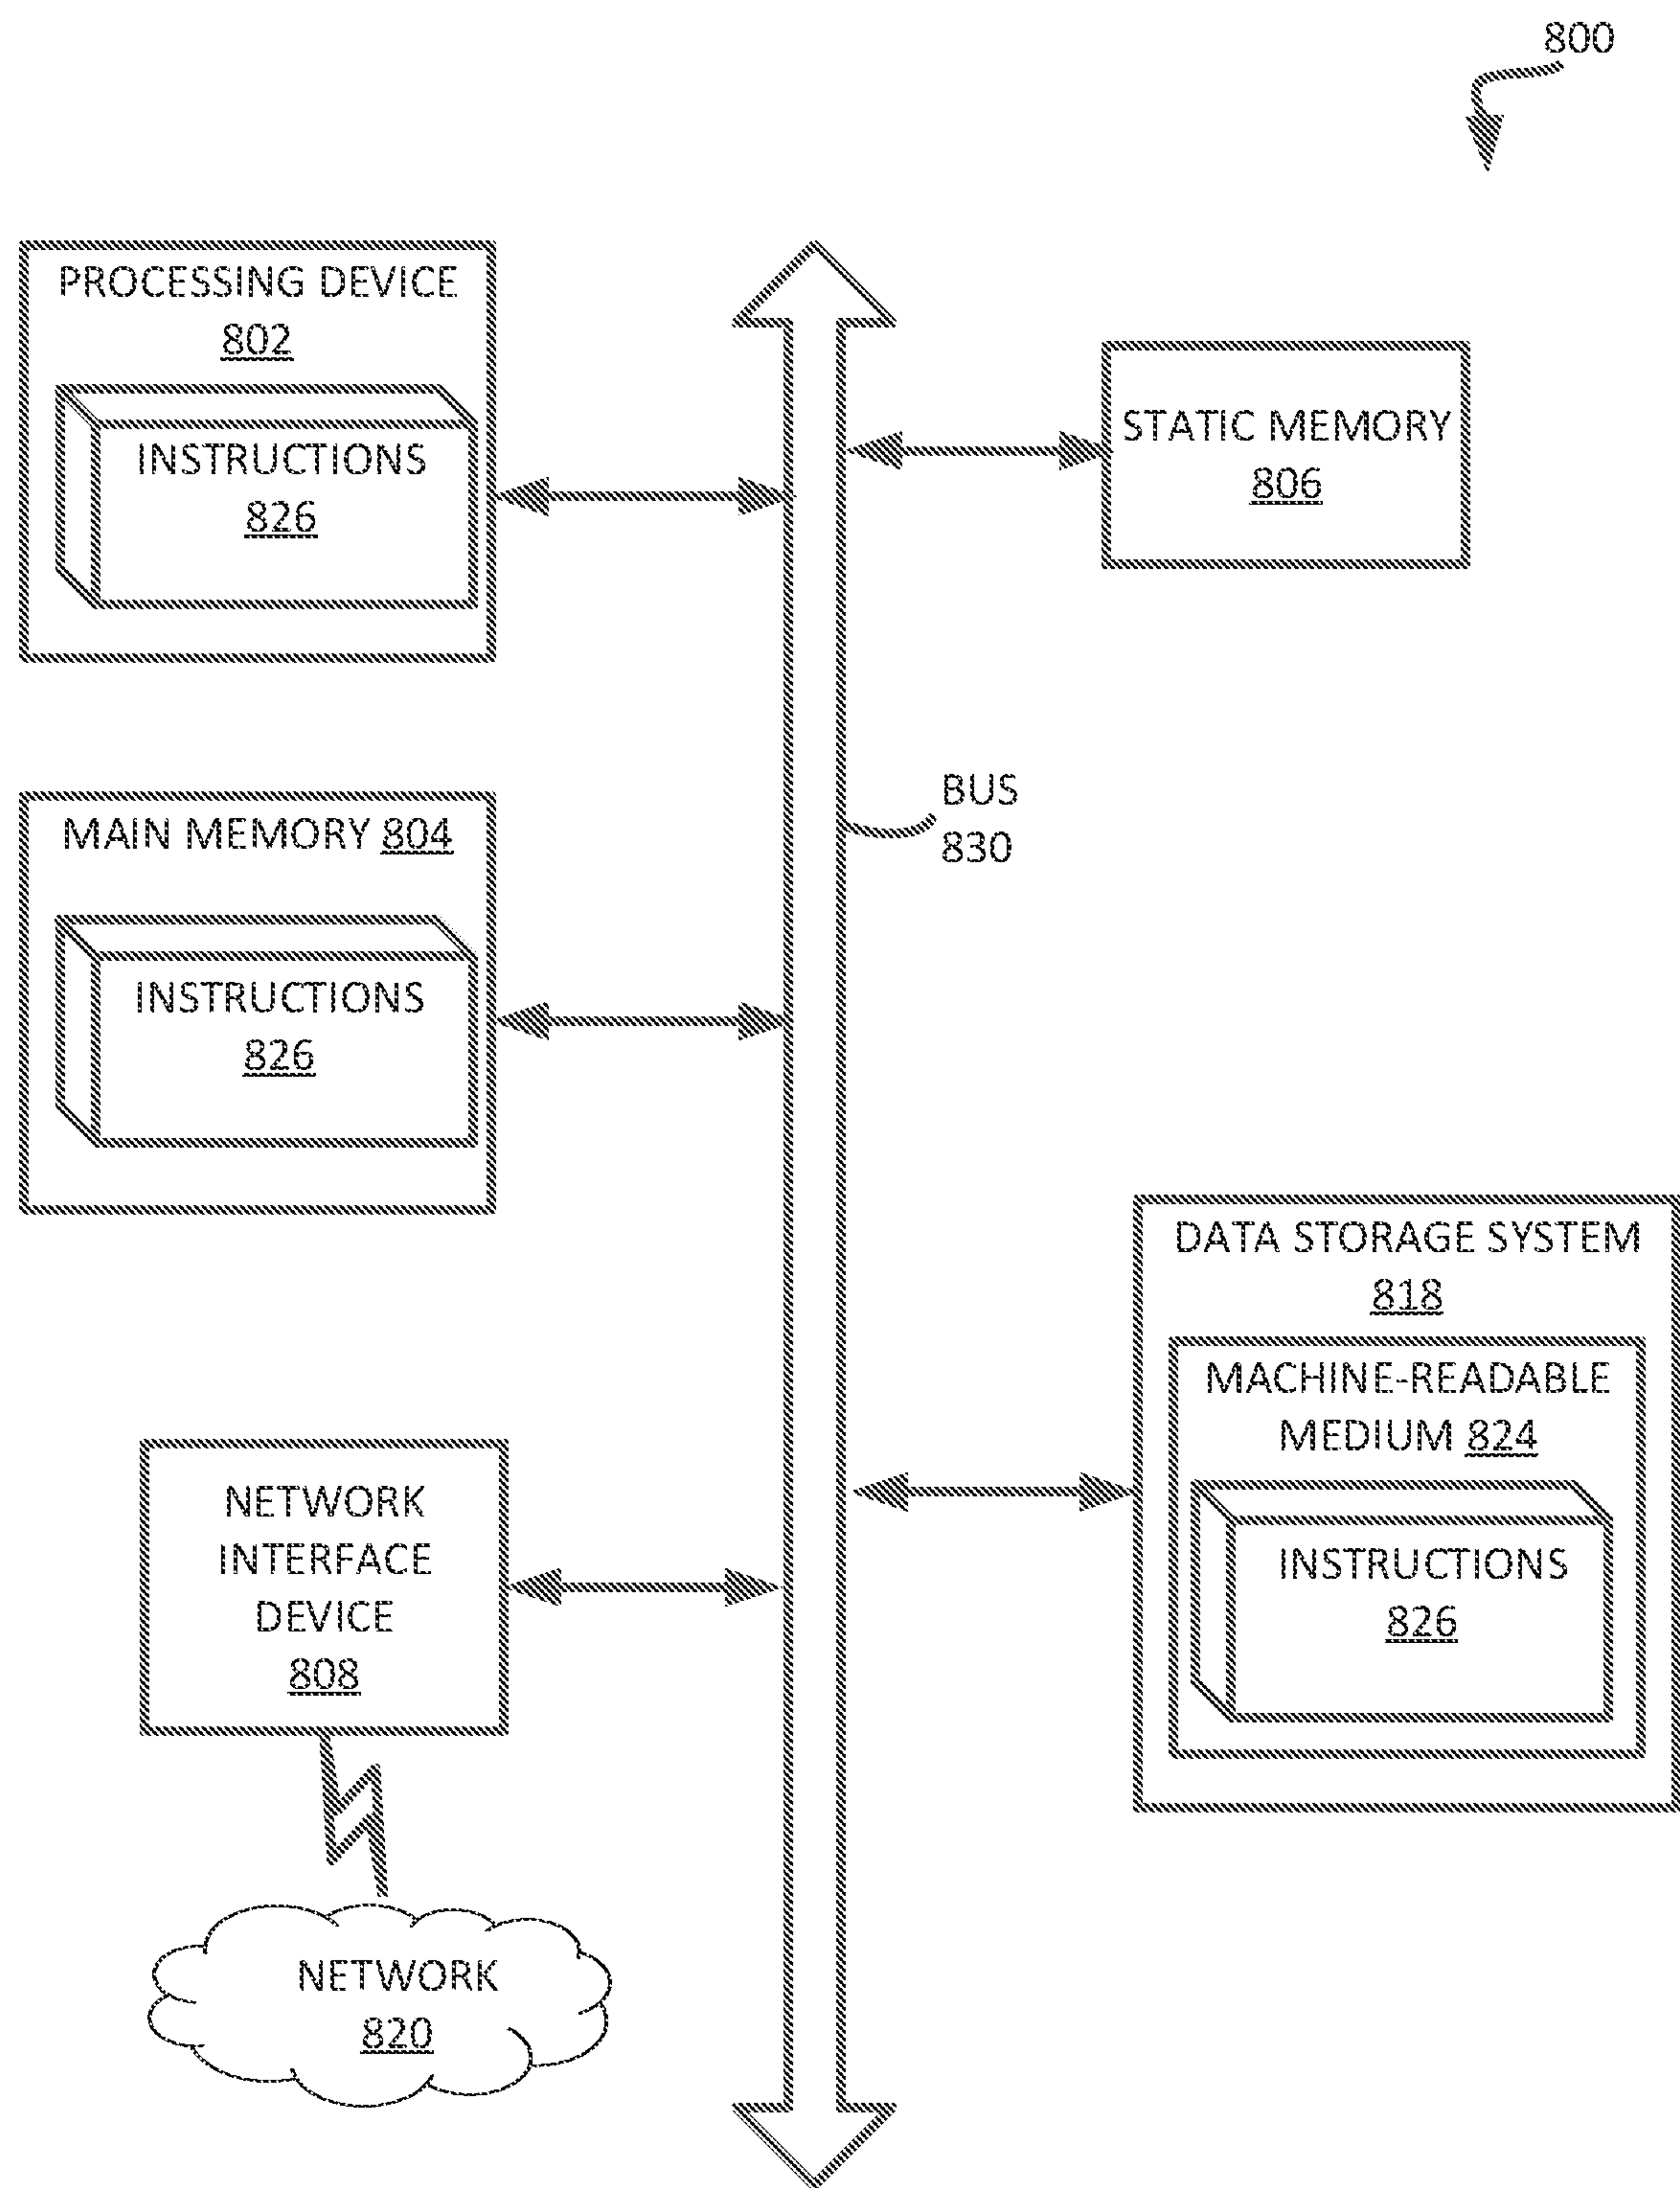 800
PROCESSING DEVICE
802
INSTRUCTIONS
826
STATIC MEMORY
806
BUS
830
MAIN MEMORY 804
INSTRUCTIONS
826
DATA STORAGE SYSTEM
818
MACHINE-READABLE
MEDIUM 824
INSTRUCTIONS
826
NETWORK
INTERFACE
DEVICE
808
NETWORK
820